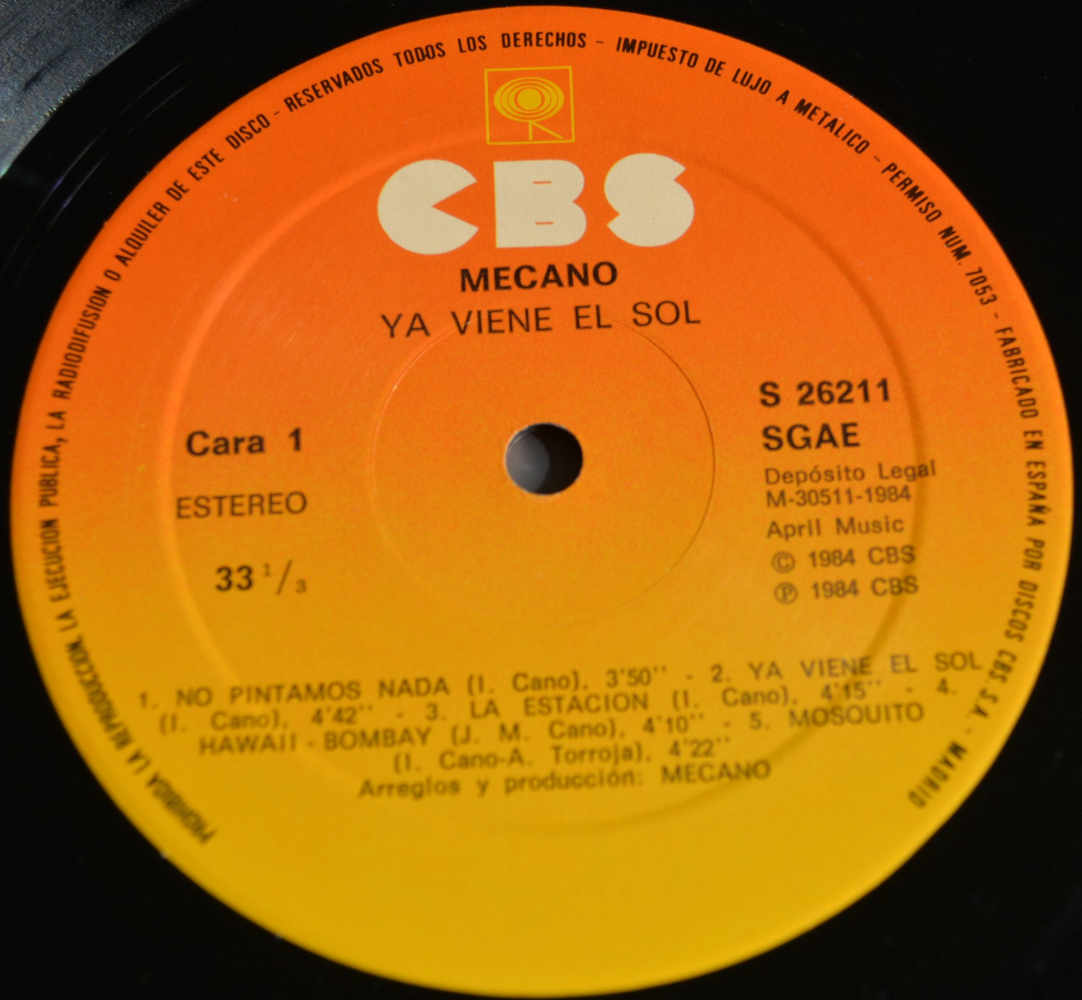 PROHIBIDA LA REPRODUCCION, LA EJECUCION PUBLICA, LA RADIODIFUSION O ALQUILER DE ESTE DISCO - RESERVADOS TODOS LOS DERECHOS - IMPUESTO DE LUJO A METALICO - PERMISO NUM. 7053 - FABRICADO EN ESPAÑA POR DISCOS CBS. S.A. - MADRID
CBS
MECANO
YA VIENE EL SOL
Cara 1
ESTEREO
33 1/3
S 26211
SGAE
Depósito Legal
M-30511-1984
April Music
© 1984 CBS
℗ 1984 CBS
1. NO PINTAMOS NADA (I. Cano), 3'50'' - 2. YA VIENE EL SOL
(I. Cano), 4'42'' - 3. LA ESTACION (I. Cano), 4'15'' - 4.
HAWAII - BOMBAY (J. M. Cano), 4'10'' - 5. MOSQUITO
(I. Cano-A. Torroja), 4'22''
Arreglos y producción: MECANO